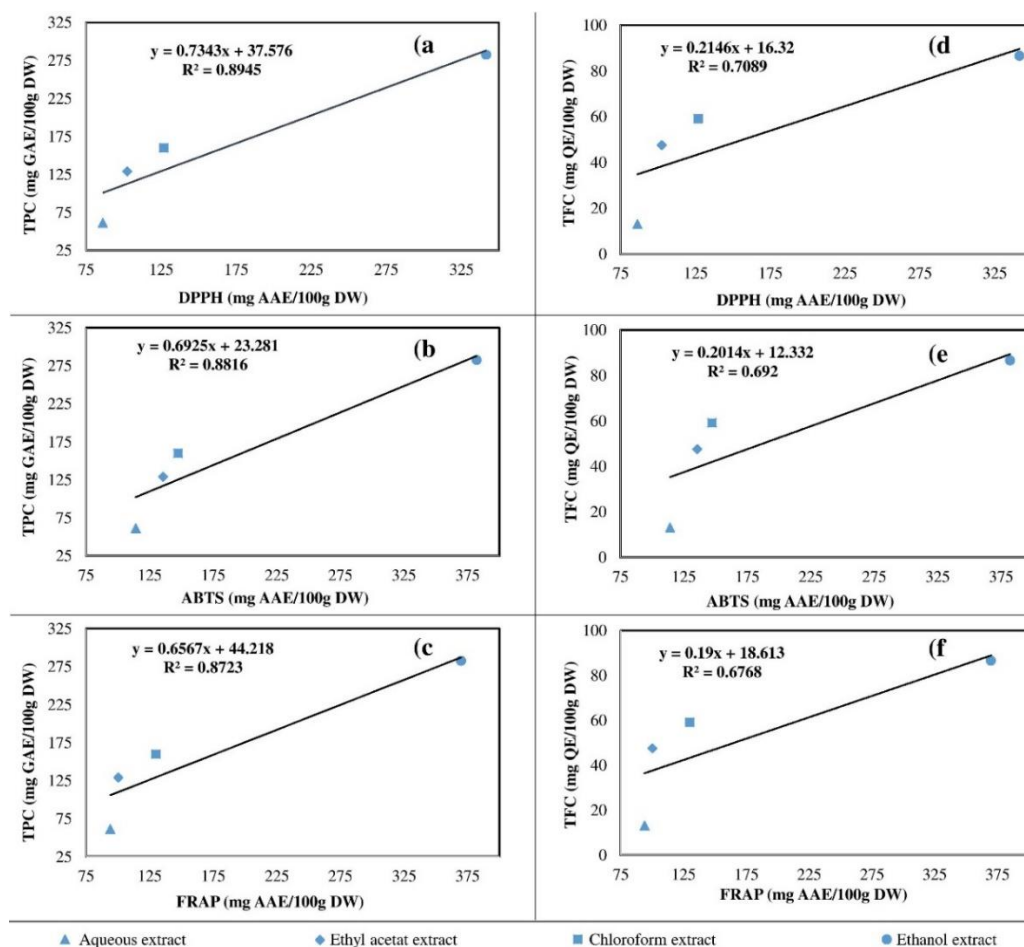 325
275
225
175
125
75
25
TPC (mg GAE/100g DW)
y = 0.7343x + 37.576
R² = 0.8945
(a
75 125 175 225 275 325
DPPH (mg AAE/100g DW)
100
80
60
40
20
0
TFC (mg QE/100g DW)
y = 0.2146x + 16.32
R² = 0.7089
(d
75 125 175 225 275 325
DPPH (mg AAE/100g DW)
325
275
225
175
125
75
25
TPC (mg GAE/100g DW)
y = 0.6925x + 23.281
R² = 0.8816
(b
75 125 175 225 275 325 375
ABTS (mg AAE/100g DW)
100
80
60
40
20
0
TFC (mg QE/100g DW)
y = 0.2014x + 12.332
R² = 0.692
(e
75 125 175 225 275 325 375
ABTS (mg AAE/100g DW)
325
275
225
175
125
75
25
TPC (mg GAE/100g DW)
y = 0.6567x + 44.218
R² = 0.8723
(c
75 125 175 225 275 325 375
FRAP (mg AAE/100g DW)
100
80
60
40
20
0
TFC (mg QE/100g DW)
y = 0.19x + 18.613
R² = 0.6768
(f
75 125 175 225 275 325 375
FRAP (mg AAE/100g DW)
Aqueous extract Ethyl acetat extract Chloroform extract Ethanol extract